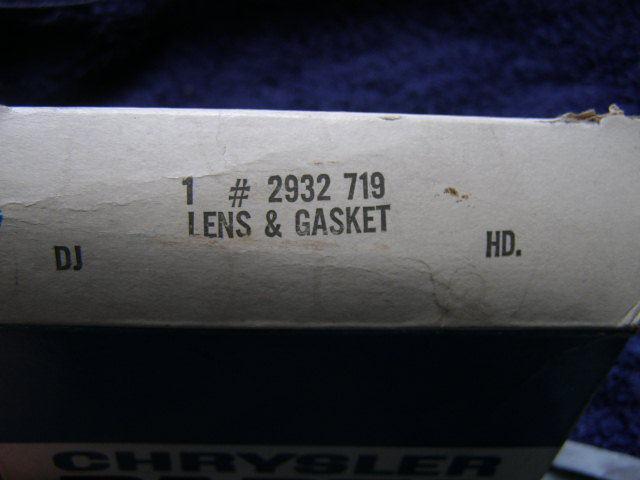 1 # 2932 719
LENS & GASKET
DJ HD.
CHRYSLER